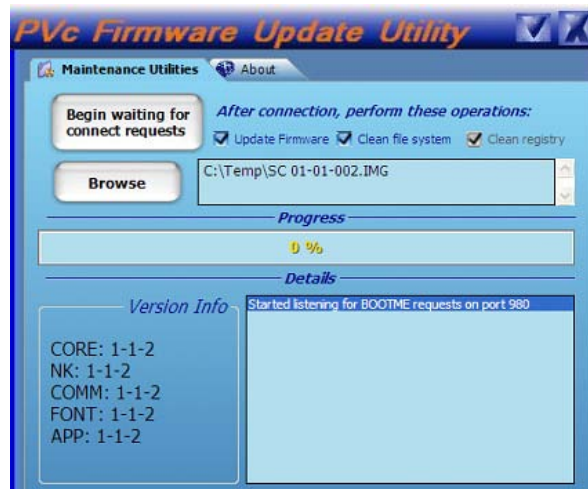 PVc Firmware Update Utility
Maintenance Utilities
About
Begin waiting for
connect requests
After connection, perform these operations:
Update Firmware
Clean file system
Clean registry
Browse
C:\Temp\SC 01-01-002.IMG
Progress
0 %
Details
Version Info
CORE: 1-1-2
NK: 1-1-2
COMM: 1-1-2
FONT: 1-1-2
APP: 1-1-2
Started listening for BOOTME requests on port 980